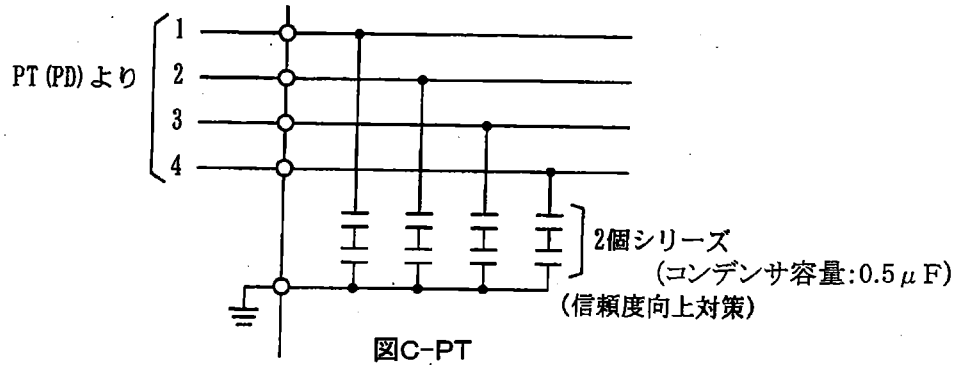 1
PT(PD)より 2
3
4
2個シリーズ
(コンデンサ容量:0.5μF)
(信頼度向上対策)
図C-PT